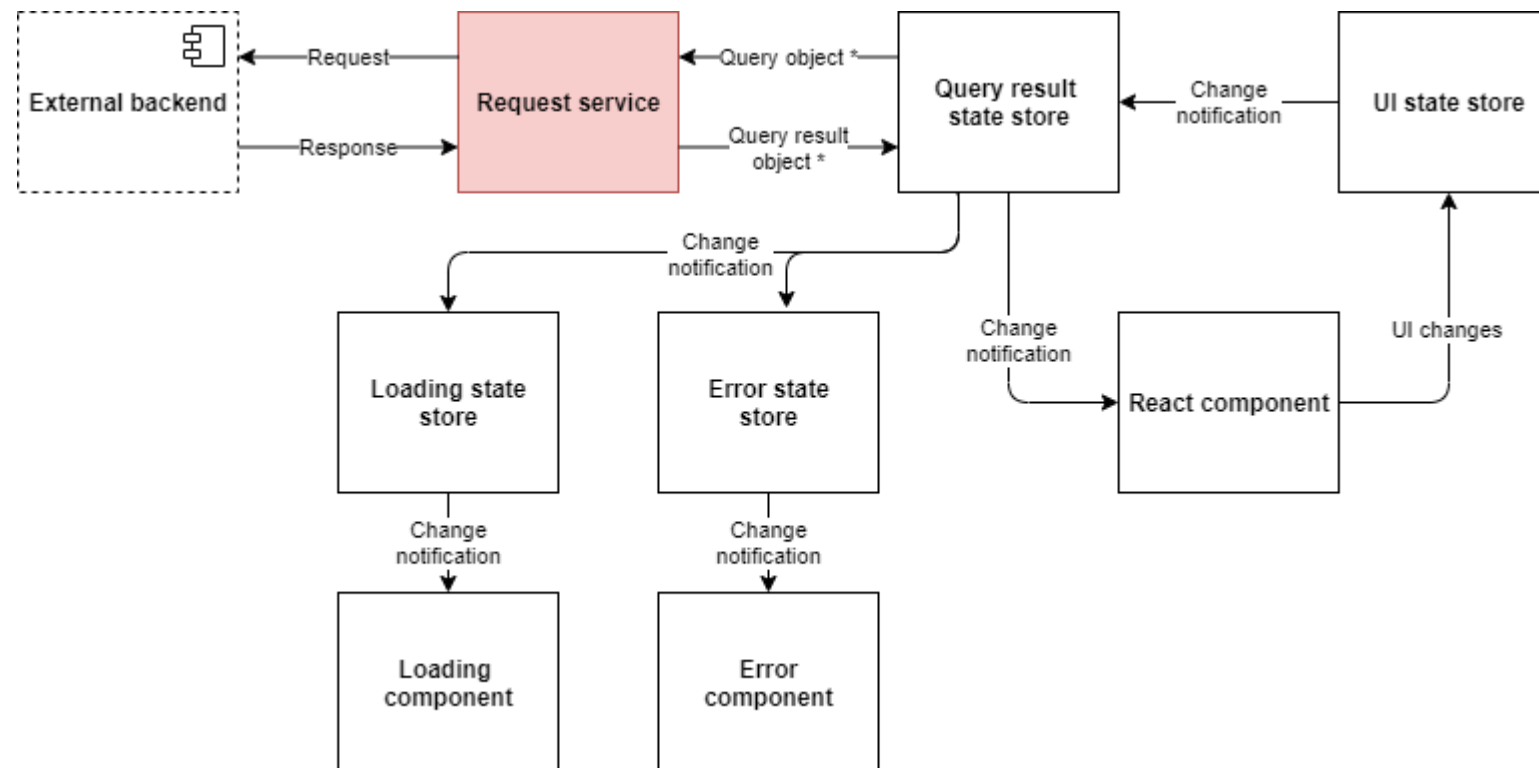 External backend
Request
Response
Request service
Query object *
Query result
object *
Query result
state store
Change
notification
UI state store
Change
notification
Change
notification
UI changes
Loading state
store
Error state
store
React component
Change
notification
Change
notification
Loading
component
Error
component